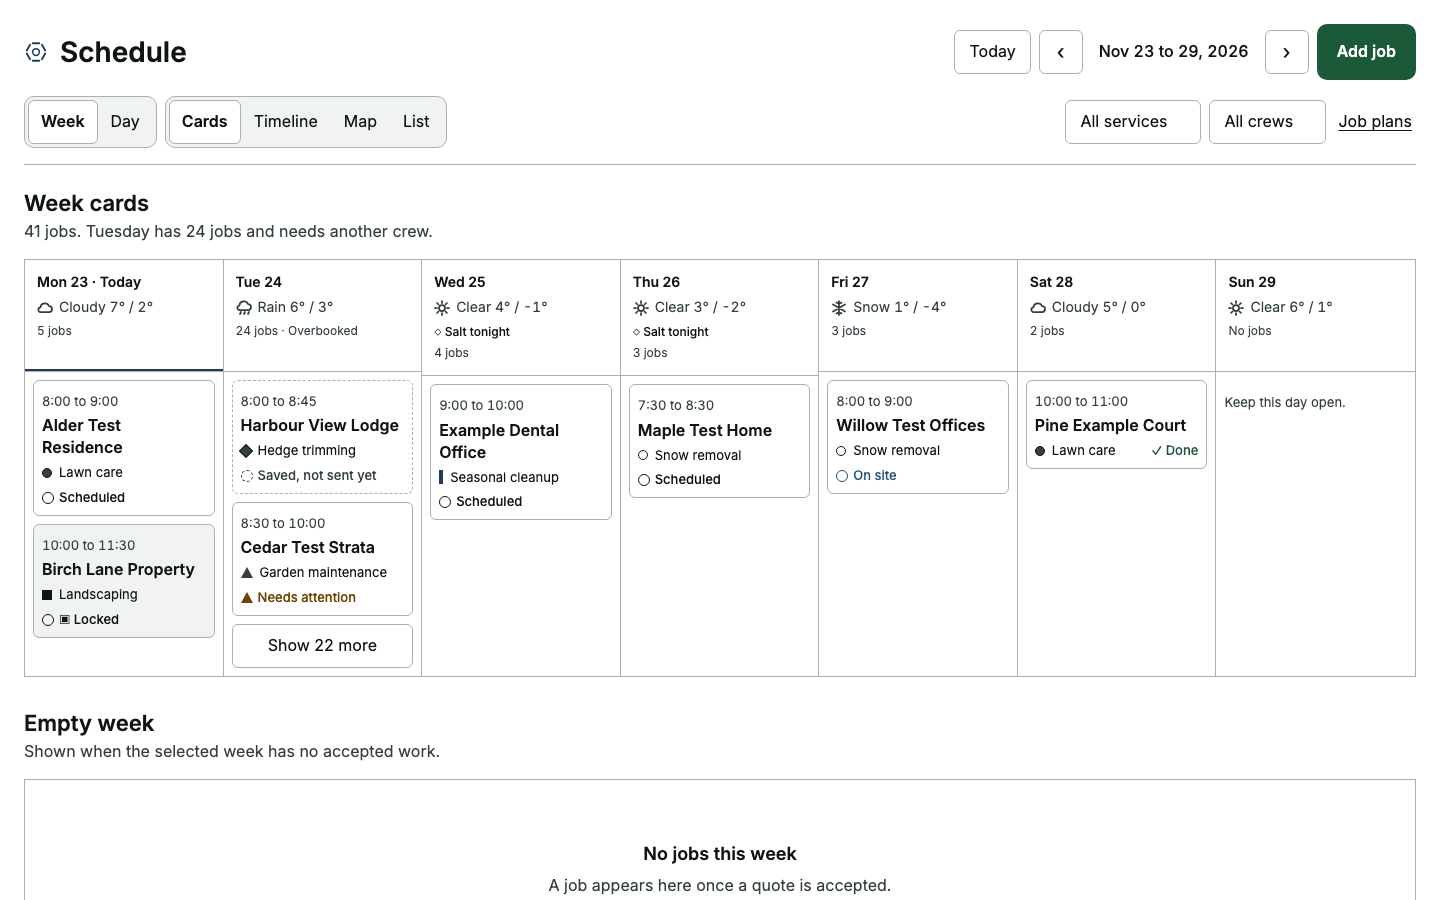 Schedule
Today
‹
Nov 23 to 29, 2026
›
Add job
Week
Day
Cards
Timeline
Map
List
All services
All crews
Job plans
Week cards
41 jobs. Tuesday has 24 jobs and needs another crew.
Mon 23 · Today
Cloudy 7° / 2°
5 jobs
8:00 to 9:00
Alder Test
Residence
Lawn care
Scheduled
10:00 to 11:30
Birch Lane Property
Landscaping
Locked
Tue 24
Rain 6° / 3°
24 jobs · Overbooked
8:00 to 8:45
Harbour View Lodge
Hedge trimming
Saved, not sent yet
8:30 to 10:00
Cedar Test Strata
Garden maintenance
Needs attention
Show 22 more
Wed 25
Clear 4° / -1°
Salt tonight
4 jobs
9:00 to 10:00
Example Dental
Office
Seasonal cleanup
Scheduled
Thu 26
Clear 3° / -2°
Salt tonight
3 jobs
7:30 to 8:30
Maple Test Home
Snow removal
Scheduled
Fri 27
Snow 1° / -4°
3 jobs
8:00 to 9:00
Willow Test Offices
Snow removal
On site
Sat 28
Cloudy 5° / 0°
2 jobs
10:00 to 11:00
Pine Example Court
Lawn care ✓ Done
Sun 29
Clear 6° / 1°
No jobs
Keep this day open.
Empty week
Shown when the selected week has no accepted work.
No jobs this week
A job appears here once a quote is accepted.